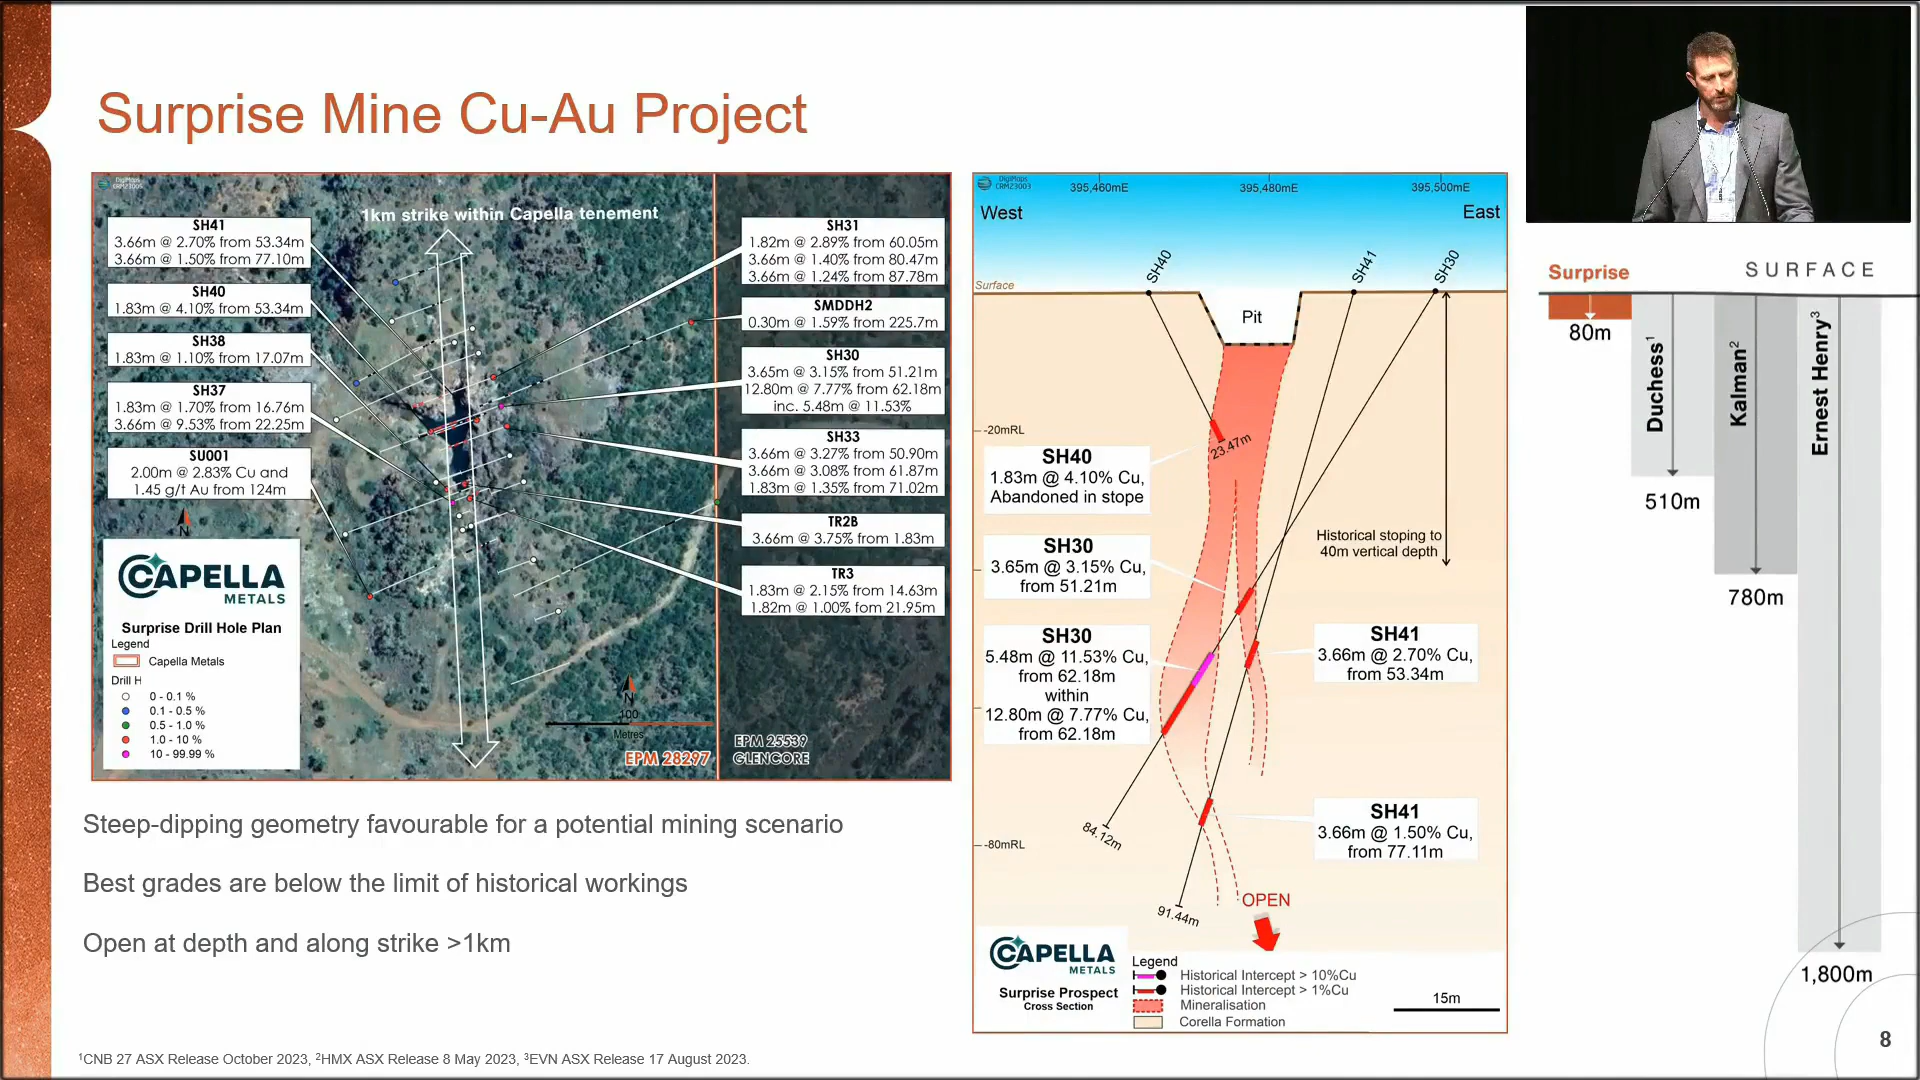 Surprise Mine Cu-Au Project
DigiMaps
CRM23005
1km strike within Capella tenement
SH41
3.66m @ 2.70% from 53.34m
3.66m @ 1.50% from 77.10m
SH40
1.83m @ 4.10% from 53.34m
SH38
1.83m @ 1.10% from 17.07m
SH37
1.83m @ 1.70% from 16.76m
3.66m @ 9.53% from 22.25m
SU001
2.00m @ 2.83% Cu and
1.45 g/t Au from 124m
SH31
1.82m @ 2.89% from 60.05m
3.66m @ 1.40% from 80.47m
3.66m @ 1.24% from 87.78m
SMDDH2
0.30m @ 1.59% from 225.7m
SH30
3.65m @ 3.15% from 51.21m
12.80m @ 7.77% from 62.18m
inc. 5.48m @ 11.53%
SH33
3.66m @ 3.27% from 50.90m
3.66m @ 3.08% from 61.87m
1.83m @ 1.35% from 71.02m
TR2B
3.66m @ 3.75% from 1.83m
TR3
1.83m @ 2.15% from 14.63m
1.82m @ 1.00% fom 21.95m
N
CAPELLA
METALS
Surprise Drill Hole Plan
Legend
Capella Metals
Drill H
0 - 0.1 %
0.1 - 0.5 %
0.5 - 1.0 %
1.0 - 10 %
10 - 99.99 %
N
100
Metres
EPM 28297
EPM 25539
GLENCORE
DigiMaps
CRM23003
395,460mE
395,480mE
395,500mE
West
East
SH40
SH41
SH30
Surface
Pit
-20mRL
23.47m
SH40
1.83m @ 4.10% Cu,
Abandoned in stope
Historical stoping to
40m vertical depth
SH30
3.65m @ 3.15% Cu,
from 51.21m
SH30
5.48m @ 11.53% Cu,
from 62.18m
within
12.80m @ 7.77% Cu,
from 62.18m
SH41
3.66m @ 2.70% Cu,
from 53.34m
SH41
3.66m @ 1.50% Cu,
from 77.11m
84.12m
-80mRL
91.44m
OPEN
CAPELLA
METALS
Surprise Prospect
Cross Section
Legend
Historical Intercept > 10%Cu
Historical Intercept > 1%Cu
Mineralisation
Corella Formation
15m
Surprise
SURFACE
80m
Duchess¹
510m
Kalman²
780m
Ernest Henry³
1,800m
Steep-dipping geometry favourable for a potential mining scenario
Best grades are below the limit of historical workings
Open at depth and along strike >1km
¹CNB 27 ASX Release October 2023, ²HMX ASX Release 8 May 2023, ³EVN ASX Release 17 August 2023.
8